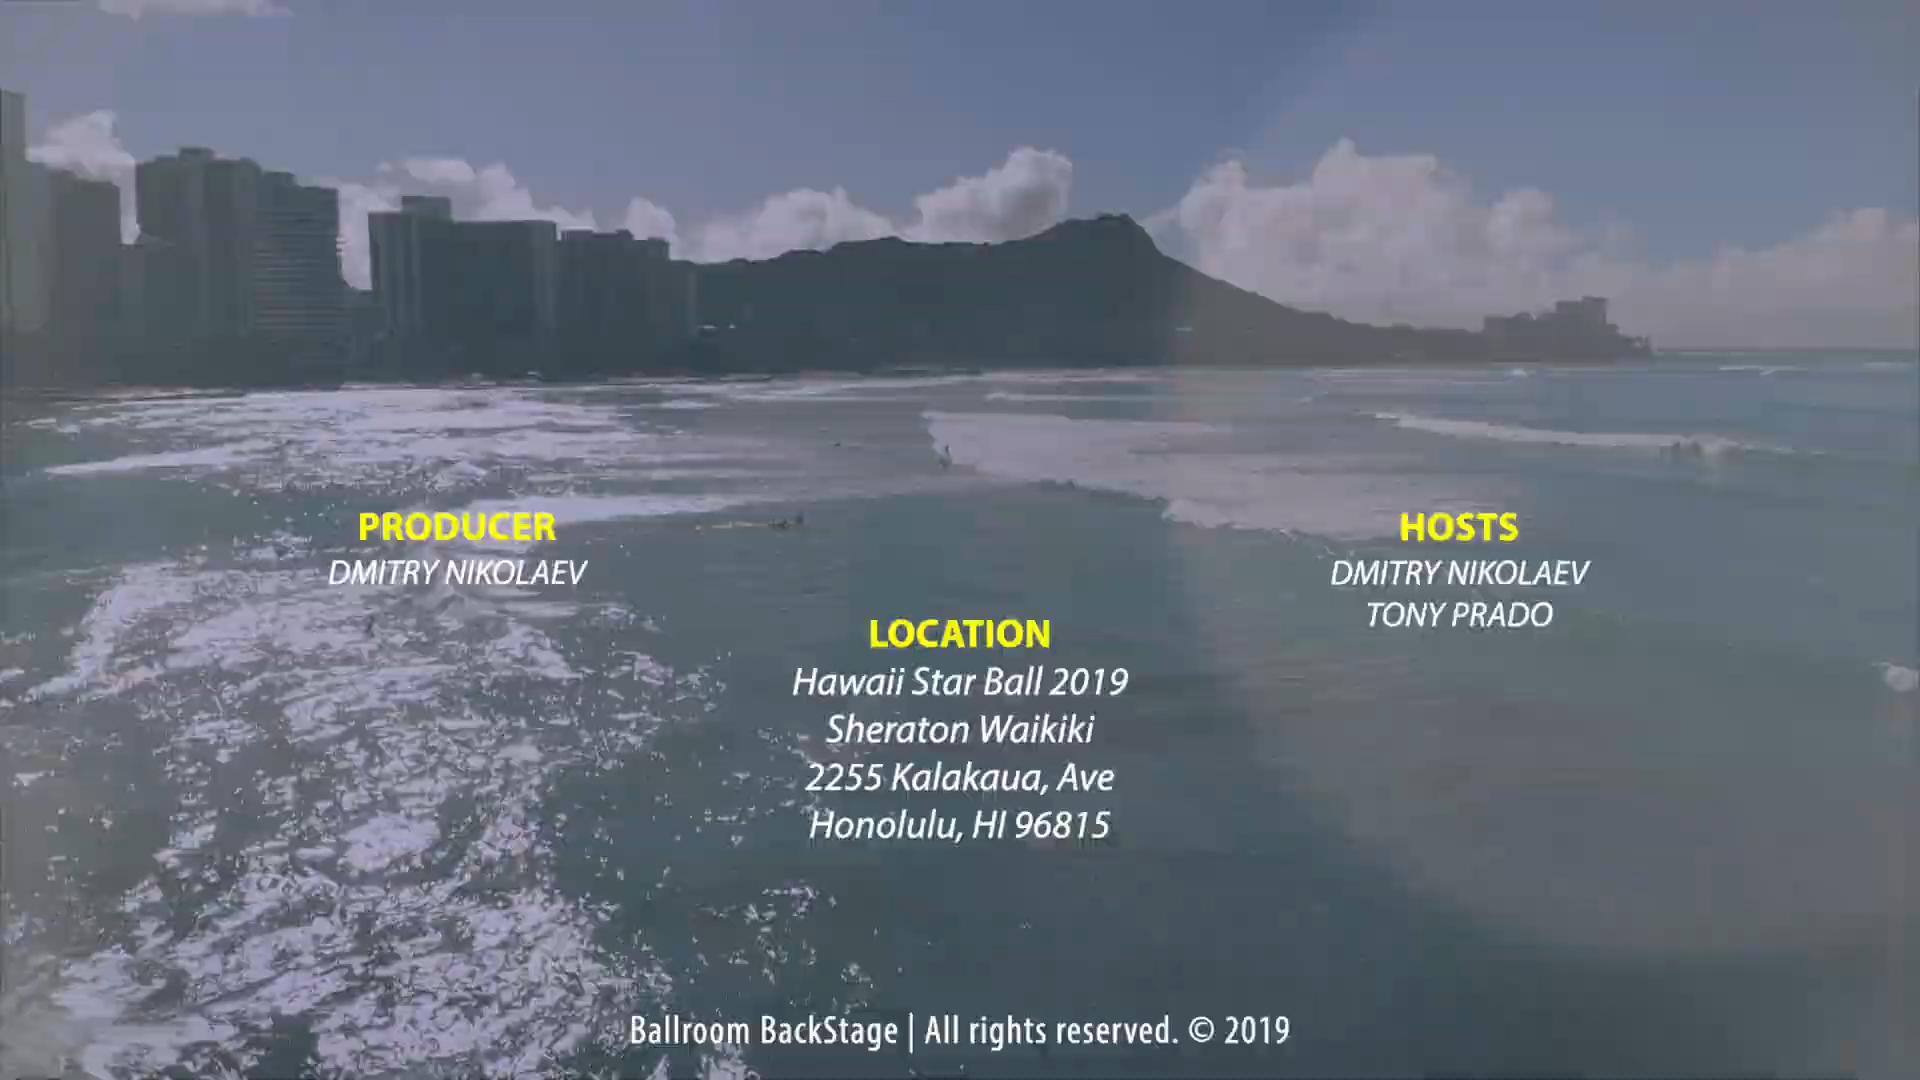 PRODUCER
DMITRY NIKOLAEV
HOSTS
DMITRY NIKOLAEV
TONY PRADO
LOCATION
Hawaii Star Ball 2019
Sheraton Waikiki
2255 Kalakaua, Ave
Honolulu, HI 96815
Ballroom BackStage | All rights reserved. © 2019